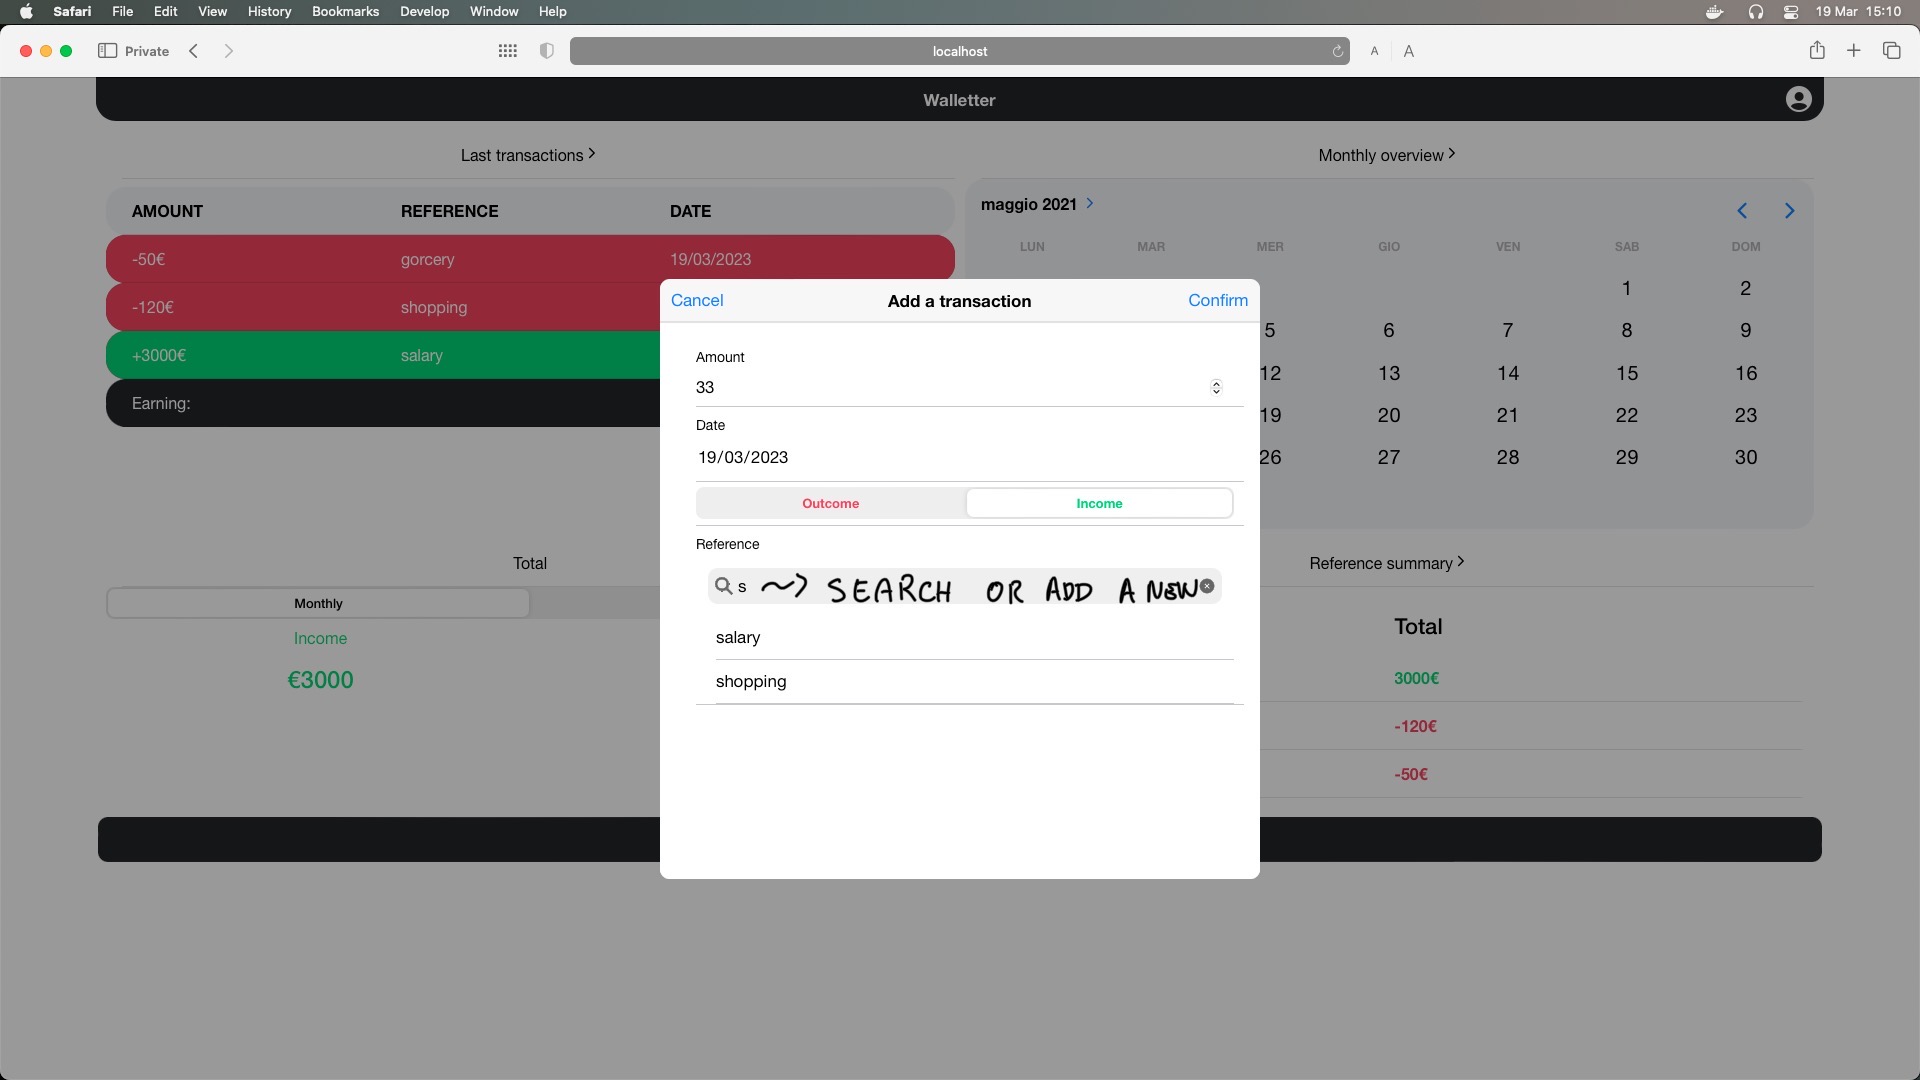 Safari File Edit View History Bookmarks Develop Window Help 19 Mar 15:10
Private localhost A A
Walletter
Last transactions
Monthly overview
AMOUNT REFERENCE DATE
-50€ gorcery 19/03/2023
-120€ shopping
+3000€ salary
Earning:
maggio 2021
LUN MAR MER GIO VEN SAB DOM
1 2
5 6 7 8 9
12 13 14 15 16
19 20 21 22 23
26 27 28 29 30
Cancel Add a transaction Confirm
Amount
33
Date
19/03/2023
Outcome Income
Reference
s ~> SEARCH OR ADD A NEW
salary
shopping
Total
Monthly
Income
€3000
Reference summary
Total
3000€
-120€
-50€